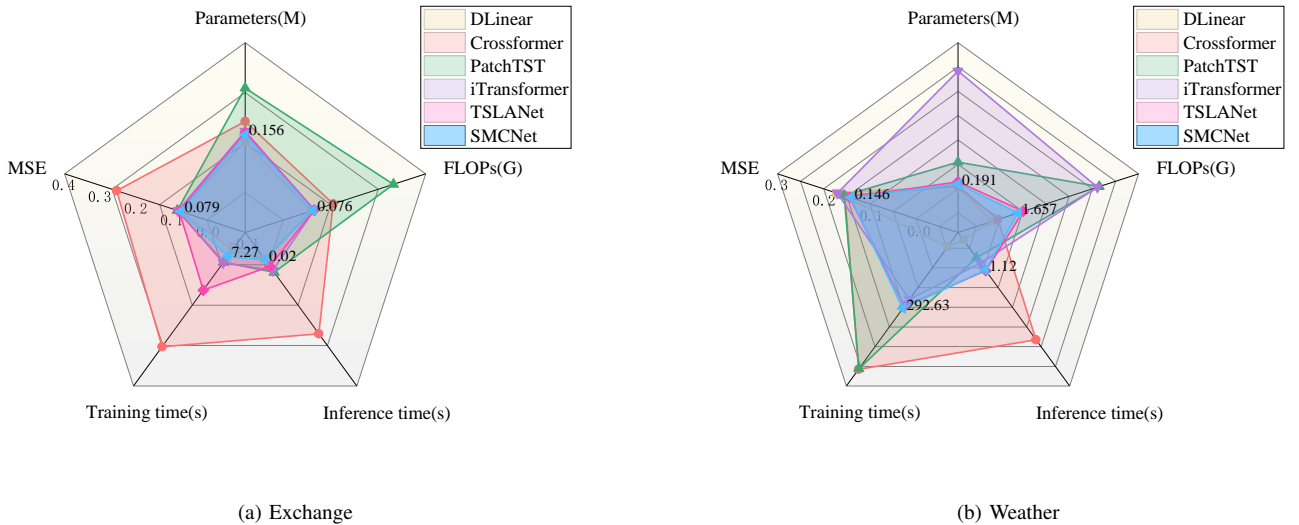 Parameters(M)
DLinear
Crossformer
PatchTST
iTransformer
TSLANet
SMCNet
0.156
MSE
FLOPs(G)
0.4
0.3
0.2
0.1
0.0
0.079
0.076
7.27
0.02
Training time(s)
Inference time(s)
(a) Exchange
Parameters(M)
DLinear
Crossformer
PatchTST
iTransformer
TSLANet
SMCNet
0.191
MSE
FLOPs(G)
0.3
0.2
0.1
0.0
0.146
1.657
1.12
292.63
Training time(s)
Inference time(s)
(b) Weather